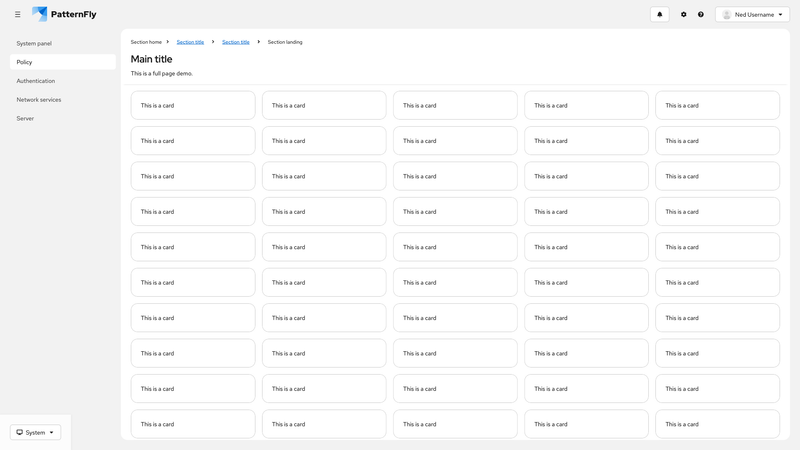 PatternFly
Ned Username
System panel
Policy
Authentication
Network services
Server
System
Section home Section title Section title Section landing
Main title
This is a full page demo.
This is a card This is a card This is a card This is a card This is a card
This is a card This is a card This is a card This is a card This is a card
This is a card This is a card This is a card This is a card This is a card
This is a card This is a card This is a card This is a card This is a card
This is a card This is a card This is a card This is a card This is a card
This is a card This is a card This is a card This is a card This is a card
This is a card This is a card This is a card This is a card This is a card
This is a card This is a card This is a card This is a card This is a card
This is a card This is a card This is a card This is a card This is a card
This is a card This is a card This is a card This is a card This is a card